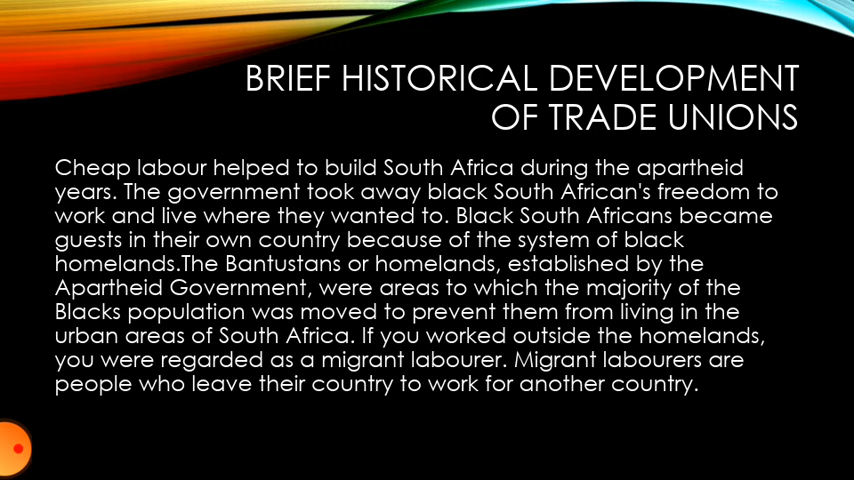 BRIEF HISTORICAL DEVELOPMENT
OF TRADE UNIONS
Cheap labour helped to build South Africa during the apartheid
years. The government took away black South African's freedom to
work and live where they wanted to. Black South Africans became
guests in their own country because of the system of black
homelands.The Bantustans or homelands, established by the
Apartheid Government, were areas to which the majority of the
Blacks population was moved to prevent them from living in the
urban areas of South Africa. If you worked outside the homelands,
you were regarded as a migrant labourer. Migrant labourers are
people who leave their country to work for another country.